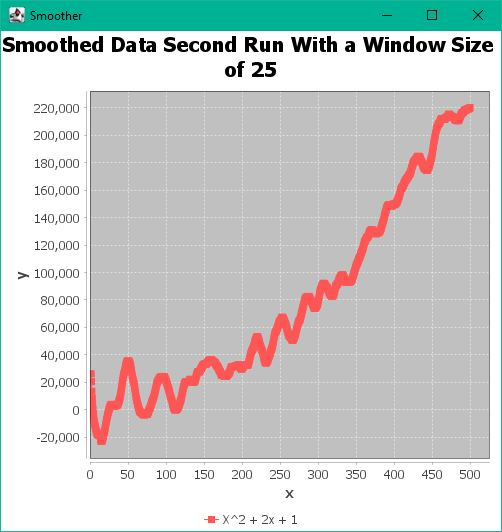 Smoother
Smoothed Data Second Run With a Window Size
of 25
220,000
200,000
180,000
160,000
140,000
120,000
100,000
80,000
60,000
40,000
20,000
0
-20,000
y
0 50 100 150 200 250 300 350 400 450 500
x
X^2 + 2x + 1